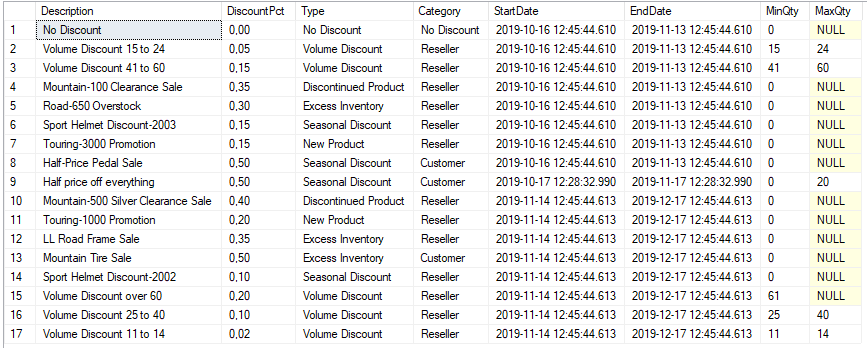 Description DiscountPct Type Category StartDate EndDate MinQty MaxQty
1 No Discount 0,00 No Discount No Discount 2019-10-16 12:45:44.610 2019-11-13 12:45:44.610 0 NULL
2 Volume Discount 15 to 24 0,05 Volume Discount Reseller 2019-10-16 12:45:44.610 2019-11-13 12:45:44.610 15 24
3 Volume Discount 41 to 60 0,15 Volume Discount Reseller 2019-10-16 12:45:44.610 2019-11-13 12:45:44.610 41 60
4 Mountain-100 Clearance Sale 0,35 Discontinued Product Reseller 2019-10-16 12:45:44.610 2019-11-13 12:45:44.610 0 NULL
5 Road-650 Overstock 0,30 Excess Inventory Reseller 2019-10-16 12:45:44.610 2019-11-13 12:45:44.610 0 NULL
6 Sport Helmet Discount-2003 0,15 Seasonal Discount Reseller 2019-10-16 12:45:44.610 2019-11-13 12:45:44.610 0 NULL
7 Touring-3000 Promotion 0,15 New Product Reseller 2019-10-16 12:45:44.610 2019-11-13 12:45:44.610 0 NULL
8 Half-Price Pedal Sale 0,50 Seasonal Discount Customer 2019-10-16 12:45:44.610 2019-11-13 12:45:44.610 0 NULL
9 Half price off everything 0,50 Seasonal Discount Customer 2019-10-17 12:28:32.990 2019-11-17 12:28:32.990 0 20
10 Mountain-500 Silver Clearance Sale 0,40 Discontinued Product Reseller 2019-11-14 12:45:44.613 2019-12-17 12:45:44.613 0 NULL
11 Touring-1000 Promotion 0,20 New Product Reseller 2019-11-14 12:45:44.613 2019-12-17 12:45:44.613 0 NULL
12 LL Road Frame Sale 0,35 Excess Inventory Reseller 2019-11-14 12:45:44.613 2019-12-17 12:45:44.613 0 NULL
13 Mountain Tire Sale 0,50 Excess Inventory Customer 2019-11-14 12:45:44.613 2019-12-17 12:45:44.613 0 NULL
14 Sport Helmet Discount-2002 0,10 Seasonal Discount Reseller 2019-11-14 12:45:44.613 2019-12-17 12:45:44.613 0 NULL
15 Volume Discount over 60 0,20 Volume Discount Reseller 2019-11-14 12:45:44.613 2019-12-17 12:45:44.613 61 NULL
16 Volume Discount 25 to 40 0,10 Volume Discount Reseller 2019-11-14 12:45:44.613 2019-12-17 12:45:44.613 25 40
17 Volume Discount 11 to 14 0,02 Volume Discount Reseller 2019-11-14 12:45:44.613 2019-12-17 12:45:44.613 11 14